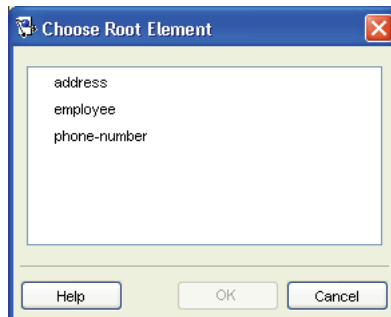 Choose Root Element
address
employee
phone-number
Help OK Cancel